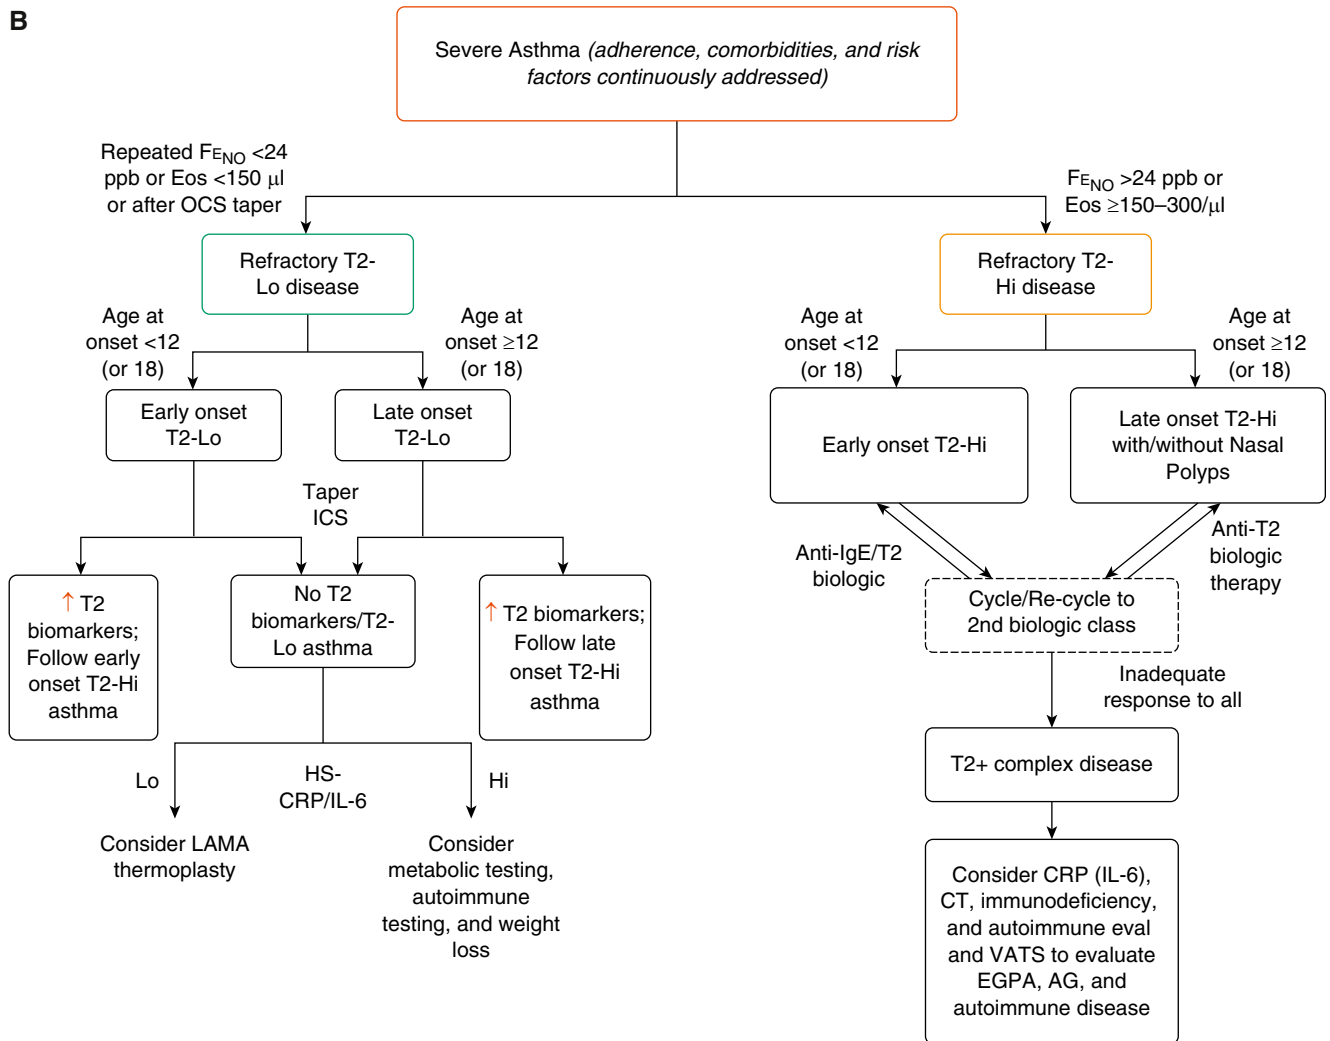 B
Severe Asthma (adherence, comorbidities, and risk
factors continuously addressed)
Repeated FENO <24
ppb or Eos <150 μl
or after OCS taper
FENO >24 ppb or
Eos ≥150–300/μl
Refractory T2-
Lo disease
Refractory T2-
Hi disease
Age at
onset <12
(or 18)
Age at
onset ≥12
(or 18)
Age at
onset <12
(or 18)
Age at
onset ≥12
(or 18)
Early onset
T2-Lo
Late onset
T2-Lo
Early onset T2-Hi
Late onset T2-Hi
with/without Nasal
Polyps
Taper
ICS
Anti-IgE/T2
biologic
Anti-T2
biologic
therapy
↑ T2
biomarkers;
Follow early
onset T2-Hi
asthma
No T2
biomarkers/T2-
Lo asthma
↑ T2 biomarkers;
Follow late
onset T2-Hi
asthma
Cycle/Re-cycle to
2nd biologic class
Inadequate
response to all
Lo
HS-
CRP/IL-6
Hi
T2+ complex disease
Consider LAMA
thermoplasty
Consider
metabolic testing,
autoimmune
testing, and weight
loss
Consider CRP (IL-6),
CT, immunodeficiency,
and autoimmune eval
and VATS to evaluate
EGPA, AG, and
autoimmune disease